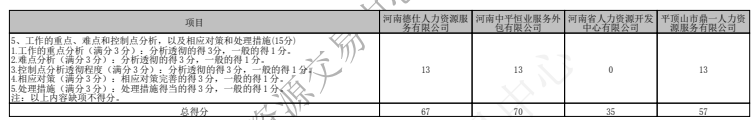 项目 河南德仕人力资源服务有限公司 河南中平恒业服务外包有限公司 河南省人力资源开发中心有限公司 平顶山市鼎一人力资源服务有限公司
5、工作的重点、难点和控制点分析，以及相应对策和处理措施(15分)
1.工作的重点分析（满分3分）：分析透彻的得3分，一般的得1分。
2.难点分析（满分3分）：分析透彻的得3分，一般的得1分。
3.控制点分析透彻程度（满分3分）：分析透彻的得3分，一般的得1分。
4.相应对策（满分3分）：相应对策完善的得3分，一般的得1分。
5.处理措施（满分3分）：处理措施得当的得3分，一般的得1分。
注：以上内容缺项不得分。
13 13 0 13
总得分 67 70 35 57
资源交易中心
中心